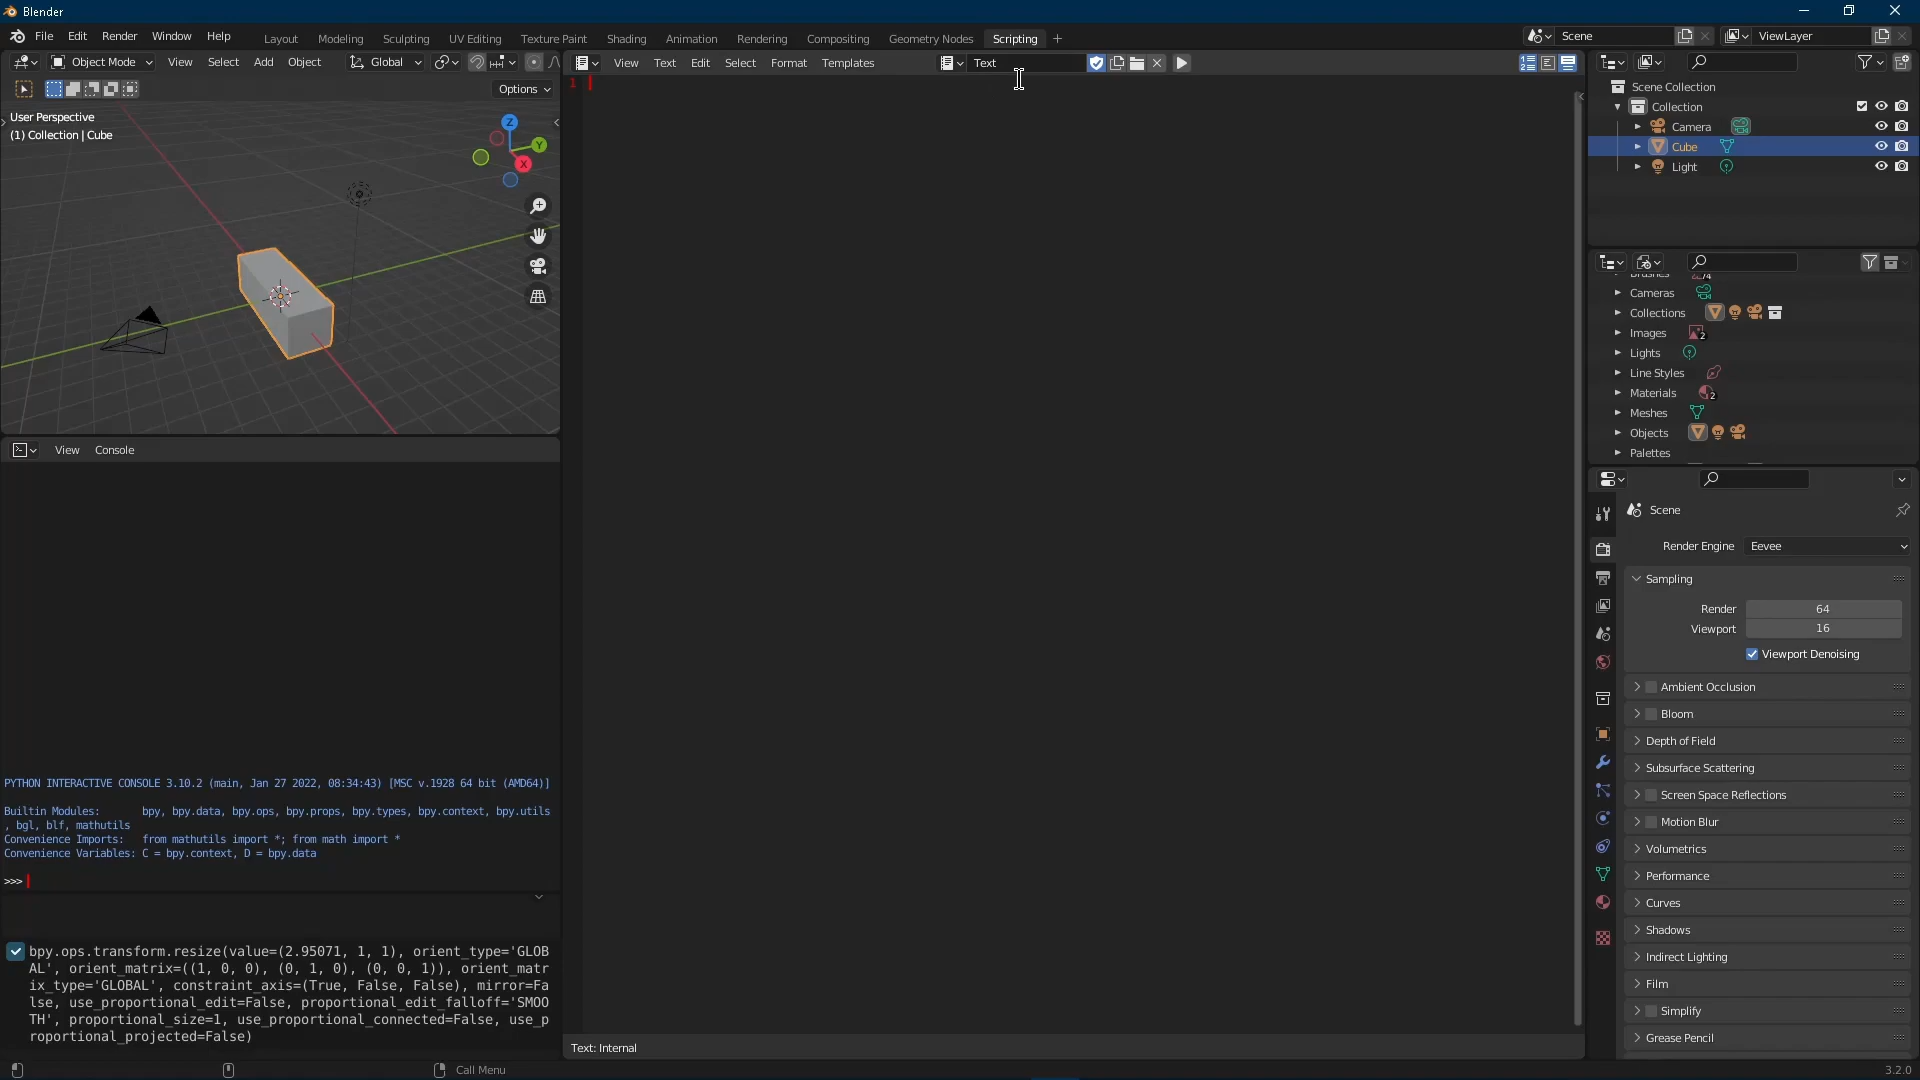 Blender
File Edit Render Window Help Layout Modeling Sculpting UV Editing Texture Paint Shading Animation Rendering Compositing Geometry Nodes Scripting + Scene ViewLayer
Object Mode View Select Add Object Global
View Text Edit Select Format Templates Text
Options
User Perspective
(1) Collection | Cube
Z
Y
X
1
Scene Collection
Collection
Camera
Cube
Light
Brushes
Cameras
Collections
Images 2
Lights
Line Styles
Materials 2
Meshes
Objects
Palettes
View Console
PYTHON INTERACTIVE CONSOLE 3.10.2 (main, Jan 27 2022, 08:34:43) [MSC v.1928 64 bit (AMD64)]
Builtin Modules: bpy, bpy.data, bpy.ops, bpy.props, bpy.types, bpy.context, bpy.utils
, bgl, blf, mathutils
Convenience Imports: from mathutils import *; from math import *
Convenience Variables: C = bpy.context, D = bpy.data
>>>
bpy.ops.transform.resize(value=(2.95071, 1, 1), orient_type='GLOB
AL', orient_matrix=((1, 0, 0), (0, 1, 0), (0, 0, 1)), orient_matr
ix_type='GLOBAL', constraint_axis=(True, False, False), mirror=Fa
lse, use_proportional_edit=False, proportional_edit_falloff='SMOO
TH', proportional_size=1, use_proportional_connected=False, use_p
roportional_projected=False)
Text: Internal
Scene
Render Engine Eevee
Sampling
Render 64
Viewport 16
Viewport Denoising
Ambient Occlusion
Bloom
Depth of Field
Subsurface Scattering
Screen Space Reflections
Motion Blur
Volumetrics
Performance
Curves
Shadows
Indirect Lighting
Film
Simplify
Grease Pencil
Call Menu
3.2.0